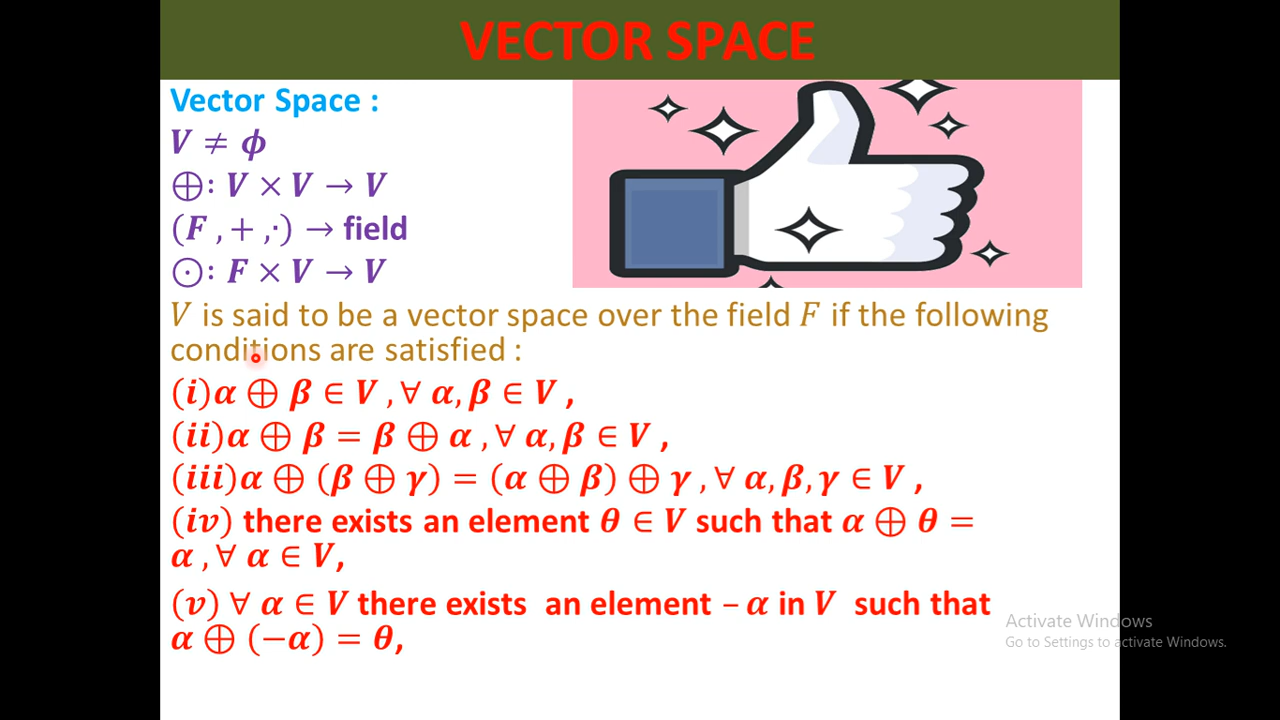 VECTOR SPACE
Vector Space :
V ≠ ϕ
⊕: V × V → V
(F , + ,·) → field
⊙: F × V → V
V is said to be a vector space over the field F if the following
conditions are satisfied :
(i)α ⊕ β ∈ V ,∀ α, β ∈ V ,
(ii)α ⊕ β = β ⊕ α ,∀ α, β ∈ V ,
(iii)α ⊕ (β ⊕ γ) = (α ⊕ β) ⊕ γ ,∀ α, β, γ ∈ V ,
(iv) there exists an element θ ∈ V such that α ⊕ θ =
α ,∀ α ∈ V,
(v) ∀ α ∈ V there exists an element – α in V such that
α ⊕ (−α) = θ,
Activate Windows
Go to Settings to activate Windows.